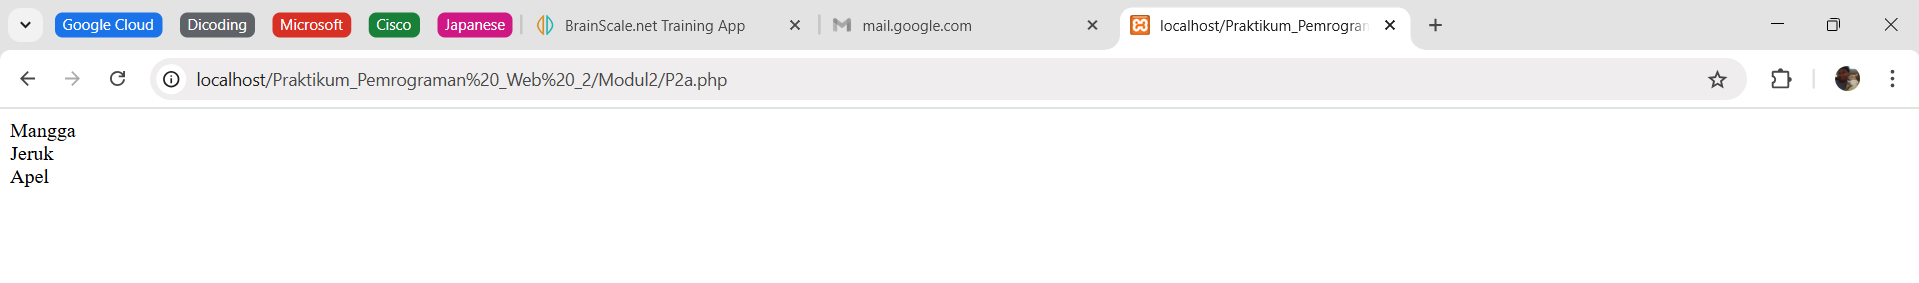 Google Cloud Dicoding Microsoft Cisco Japanese BrainScale.net Training App mail.google.com localhost/Praktikum_Pemrogran
localhost/Praktikum_Pemrograman%20_Web%20_2/Modul2/P2a.php
Mangga
Jeruk
Apel